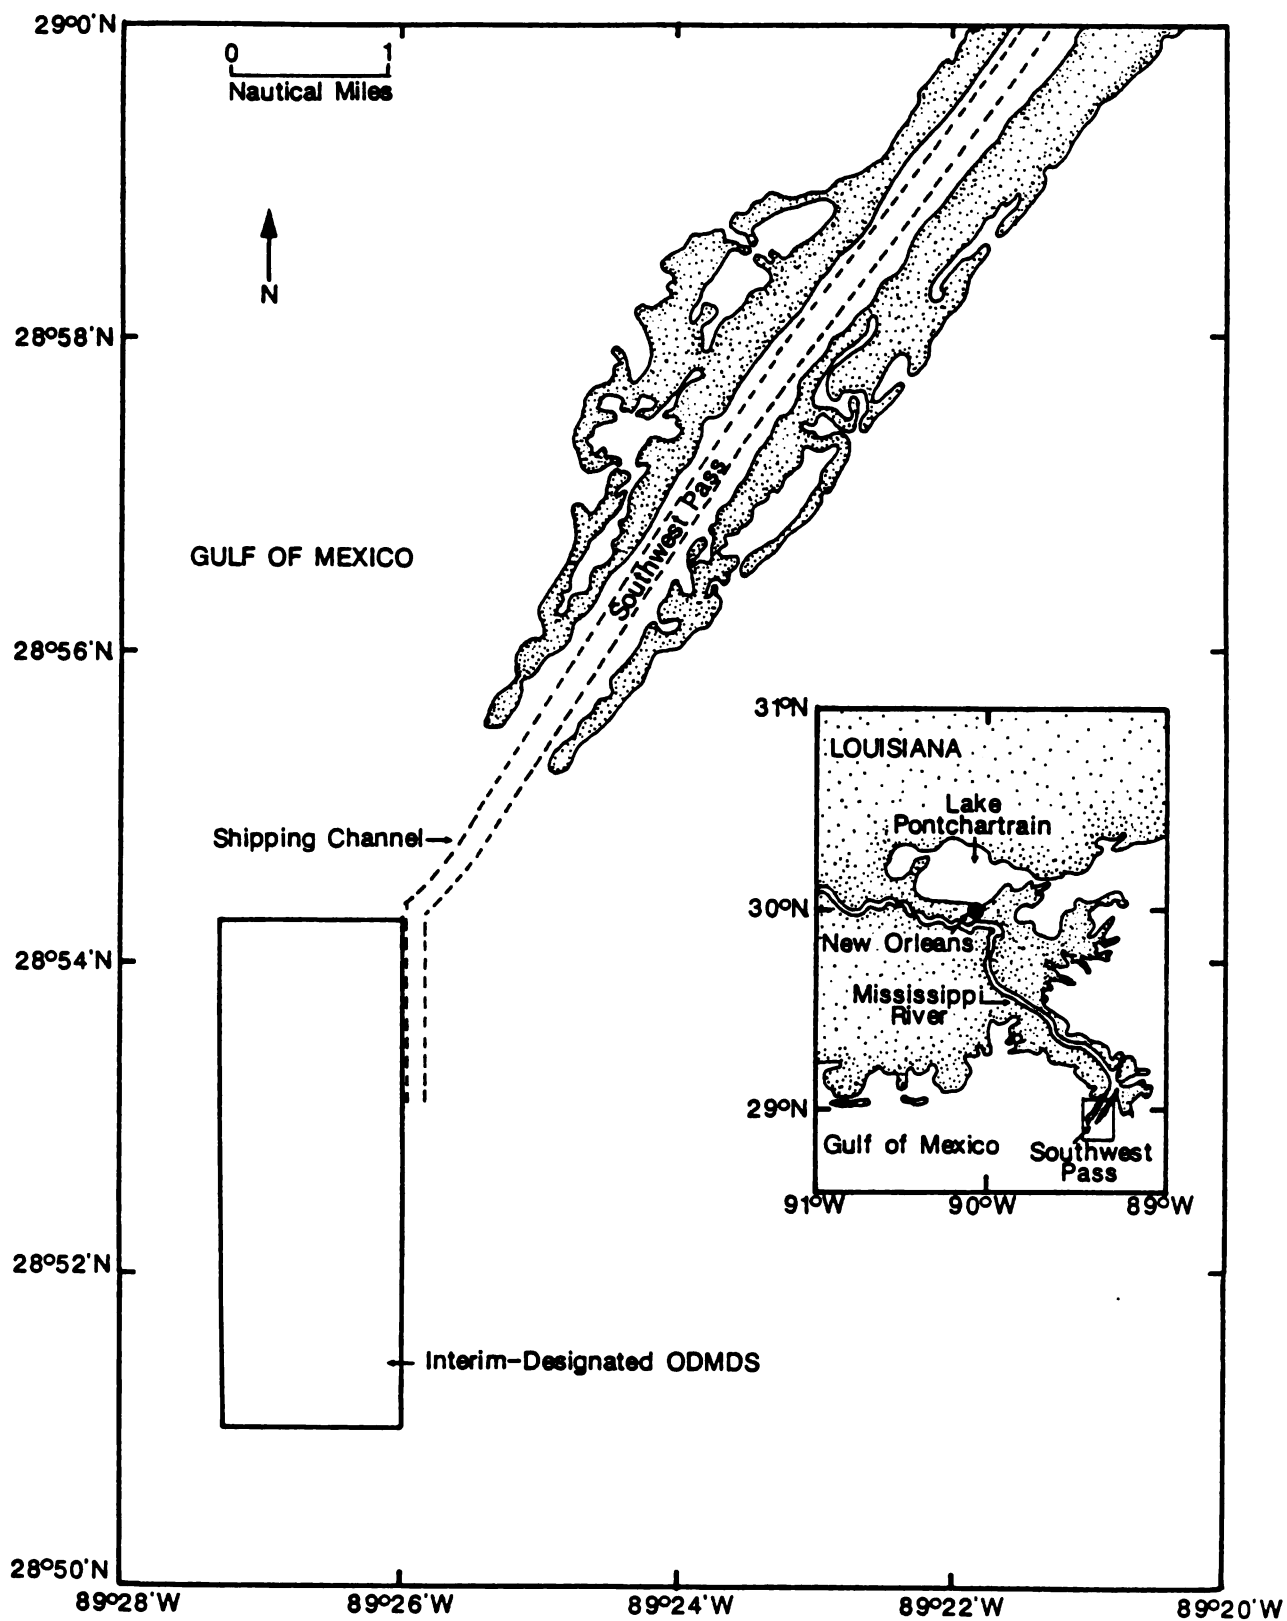 29°0'N
0 1
Nautical Miles
N
28°58'N
Southwest Pass
GULF OF MEXICO
28°56'N
31°N
LOUISIANA
Lake
Pontchartrain
Shipping Channel
30°N
New Orleans
28°54'N
Mississippi
River
29°N
Gulf of Mexico
Southwest
Pass
91°W 90°W 89°W
28°52'N
Interim-Designated ODMDS
28°50'N
89°28'W 89°26'W 89°24'W 89°22'W 89°20'W